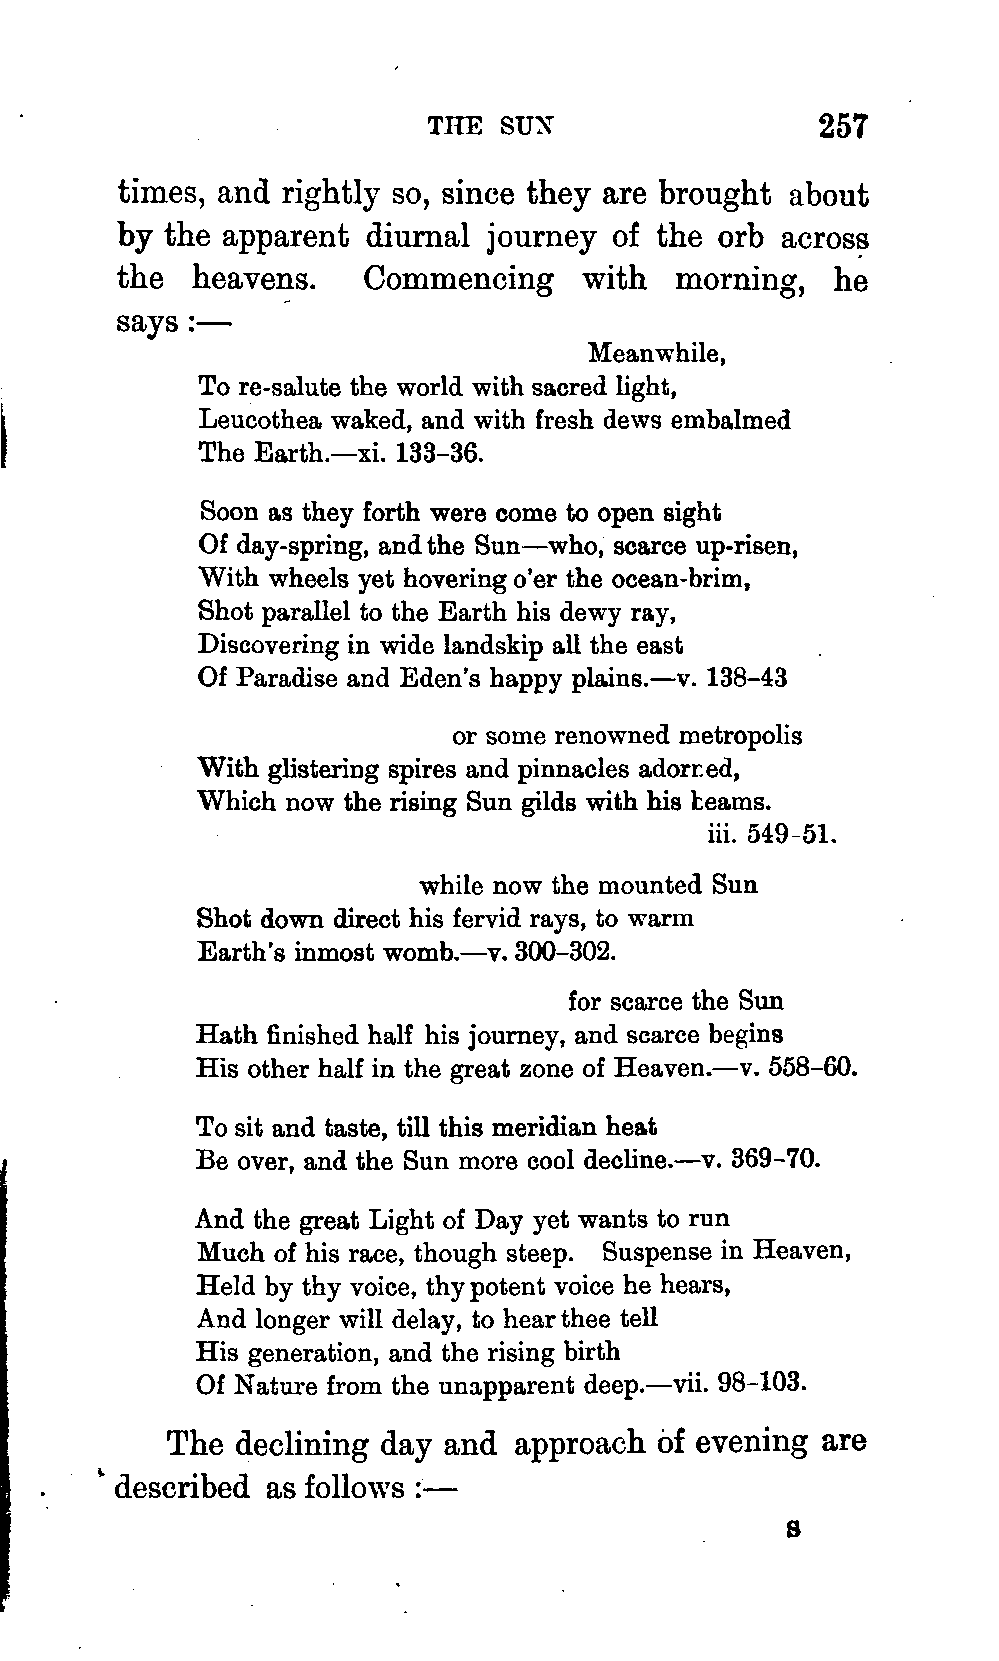 THE SUN 257
times, and rightly so, since they are brought about
by the apparent diurnal journey of the orb across
the heavens. Commencing with morning, he
says :—
Meanwhile,
To re-salute the world with sacred light,
Leucothea waked, and with fresh dews embalmed
The Earth.—xi. 133–36.
Soon as they forth were come to open sight
Of day-spring, and the Sun—who, scarce up-risen,
With wheels yet hovering o'er the ocean-brim,
Shot parallel to the Earth his dewy ray,
Discovering in wide landskip all the east
Of Paradise and Eden's happy plains.—v. 138–43
or some renowned metropolis
With glistering spires and pinnacles adorned,
Which now the rising Sun gilds with his beams.
iii. 549–51.
while now the mounted Sun
Shot down direct his fervid rays, to warm
Earth's inmost womb.—v. 300–302.
for scarce the Sun
Hath finished half his journey, and scarce begins
His other half in the great zone of Heaven.—v. 558–60.
To sit and taste, till this meridian heat
Be over, and the Sun more cool decline.—v. 369–70.
And the great Light of Day yet wants to run
Much of his race, though steep. Suspense in Heaven,
Held by thy voice, thy potent voice he hears,
And longer will delay, to hear thee tell
His generation, and the rising birth
Of Nature from the unapparent deep.—vii. 98–103.
The declining day and approach of evening are
described as follows :—
S